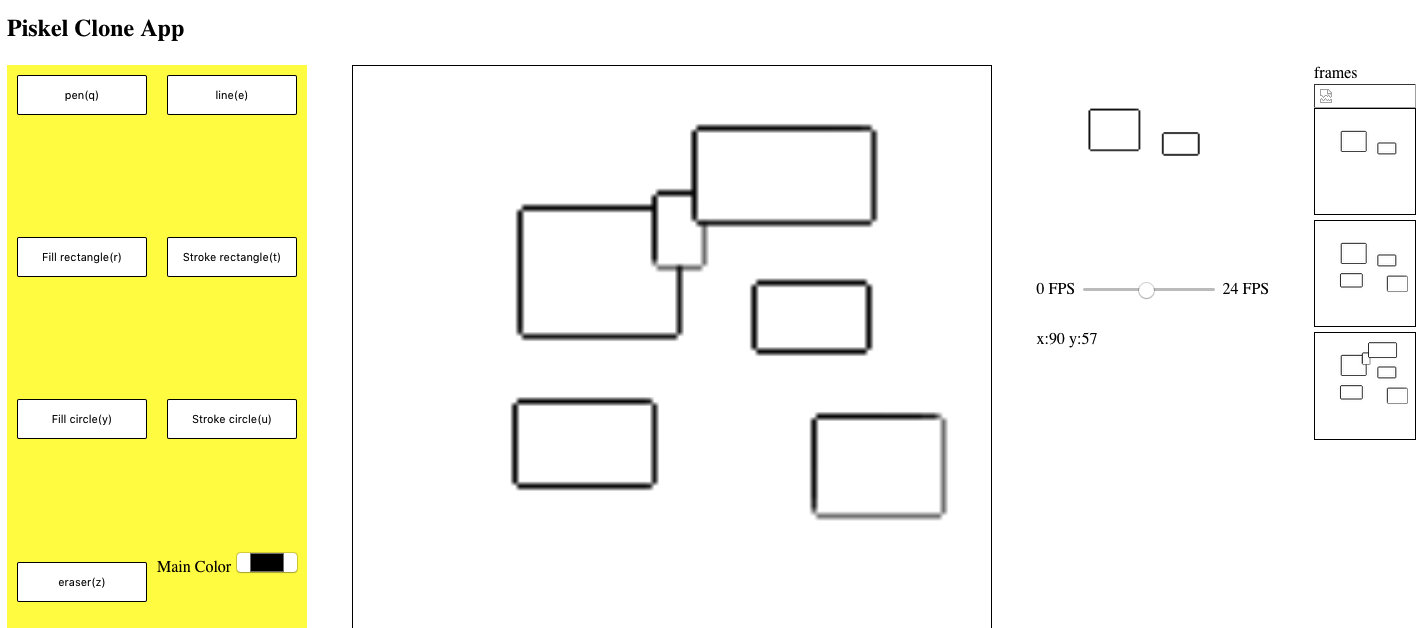 Piskel Clone App
pen(q)
line(e)
Fill rectangle(r)
Stroke rectangle(t)
Fill circle(y)
Stroke circle(u)
eraser(z)
Main Color
0 FPS
24 FPS
x:90 y:57
frames